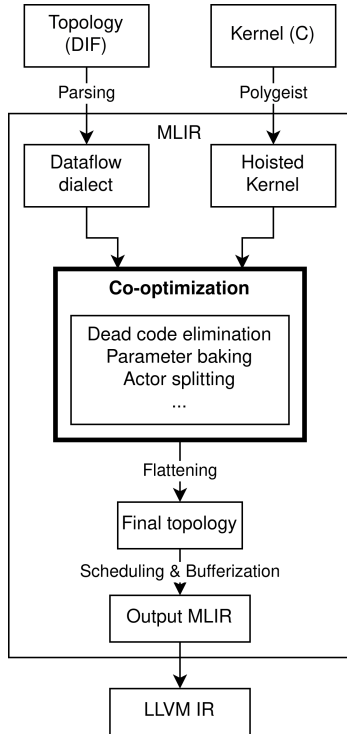 Topology
(DIF)
Kernel (C)
Parsing
Polygeist
MLIR
Dataflow
dialect
Hoisted
Kernel
Co-optimization
Dead code elimination
Parameter baking
Actor splitting
...
Flattening
Final topology
Scheduling & Bufferization
Output MLIR
LLVM IR